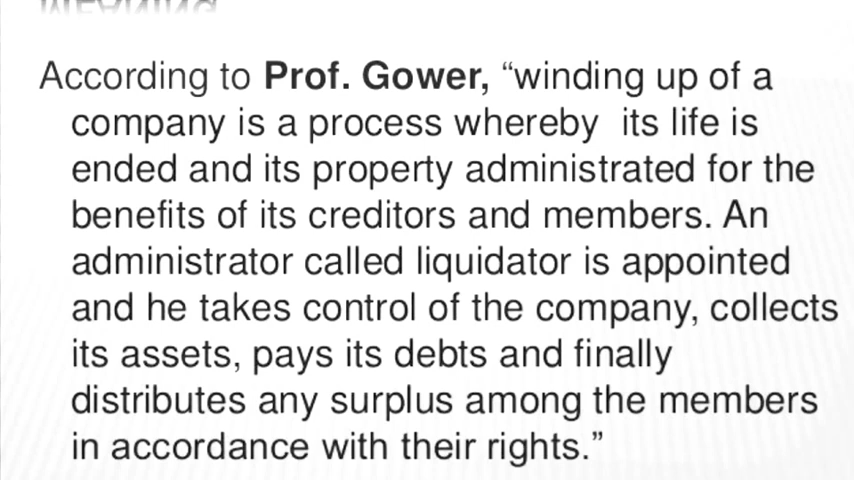 According to Prof. Gower, “winding up of a
company is a process whereby its life is
ended and its property administrated for the
benefits of its creditors and members. An
administrator called liquidator is appointed
and he takes control of the company, collects
its assets, pays its debts and finally
distributes any surplus among the members
in accordance with their rights.”